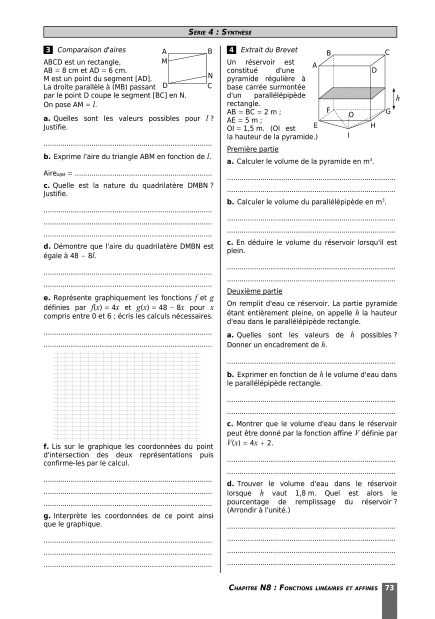 SÉRIE 4 : SYNTHÈSE
3 Comparaison d'aires
ABCD est un rectangle,
AB = 8 cm et AD = 6 cm.
M est un point du segment [AD].
La droite parallèle à (MB) passant
par le point D coupe le segment [BC] en N.
On pose AM = l.
A
B
M
N
D
C
a. Quelles sont les valeurs possibles pour l ?
Justifie.
b. Exprime l'aire du triangle ABM en fonction de l.
Aire ABM =
c. Quelle est la nature du quadrilatère DMBN ?
Justifie.
d. Démontre que l'aire du quadrilatère DMBN est
égale à 48 − 8l.
e. Représente graphiquement les fonctions f et g
définies par f(x) = 4x et g(x) = 48 − 8x pour x
compris entre 0 et 6 ; écris les calculs nécessaires.
f. Lis sur le graphique les coordonnées du point
d'intersection des deux représentations puis
confirme-les par le calcul.
g. Interprète les coordonnées de ce point ainsi
que le graphique.
4 Extrait du Brevet
Un réservoir est
constitué d'une
pyramide régulière à
base carrée surmontée
d'un parallélépipède
rectangle.
AB = BC = 2 m ;
AE = 5 m ;
OI = 1,5 m. (OI est
la hauteur de la pyramide.)
B
C
A
D
h
F
O
G
E
H
I
Première partie
a. Calculer le volume de la pyramide en m³.
b. Calculer le volume du parallélépipède en m³.
c. En déduire le volume du réservoir lorsqu'il est
plein.
Deuxième partie
On remplit d'eau ce réservoir. La partie pyramide
étant entièrement pleine, on appelle h la hauteur
d'eau dans le parallélépipède rectangle.
a. Quelles sont les valeurs de h possibles ?
Donner un encadrement de h.
b. Exprimer en fonction de h le volume d'eau dans
le parallélépipède rectangle.
c. Montrer que le volume d'eau dans le réservoir
peut être donné par la fonction affine V définie par
V(x) = 4x + 2.
d. Trouver le volume d'eau dans le réservoir
lorsque h vaut 1,8 m. Quel est alors le
pourcentage de remplissage du réservoir ?
(Arrondir à l'unité.)
CHAPITRE N8 : FONCTIONS LINÉAIRES ET AFFINES 73